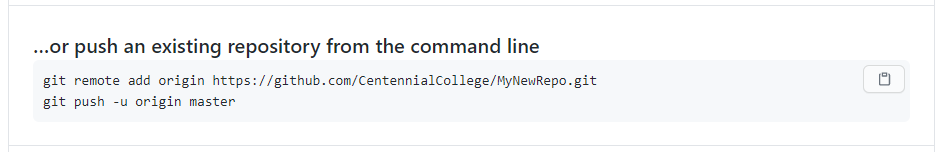 ...or push an existing repository from the command line
git remote add origin https://github.com/CentennialCollege/MyNewRepo.git
git push -u origin master